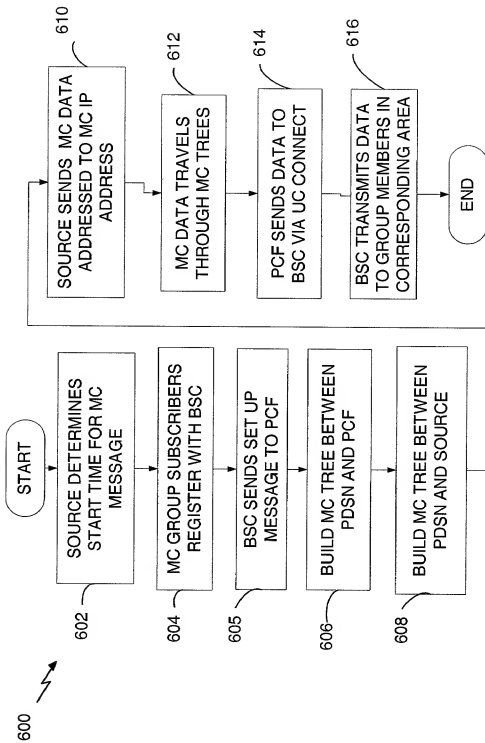 600
START
SOURCE DETERMINES
START TIME FOR MC
MESSAGE
602
MC GROUP SUBSCRIBERS
REGISTER WITH BSC
604
BSC SENDS SET UP
MESSAGE TO PCF
605
BUILD MC TREE BETWEEN
PDSN AND PCF
606
BUILD MC TREE BETWEEN
PDSN AND SOURCE
608
SOURCE SENDS MC DATA
ADDRESSED TO MC IP
ADDRESS
610
MC DATA TRAVELS
THROUGH MC TREES
612
PCF SENDS DATA TO
BSC VIA UC CONNECT
614
BSC TRANSMITS DATA
TO GROUP MEMBERS IN
CORRESPONDING AREA
616
END